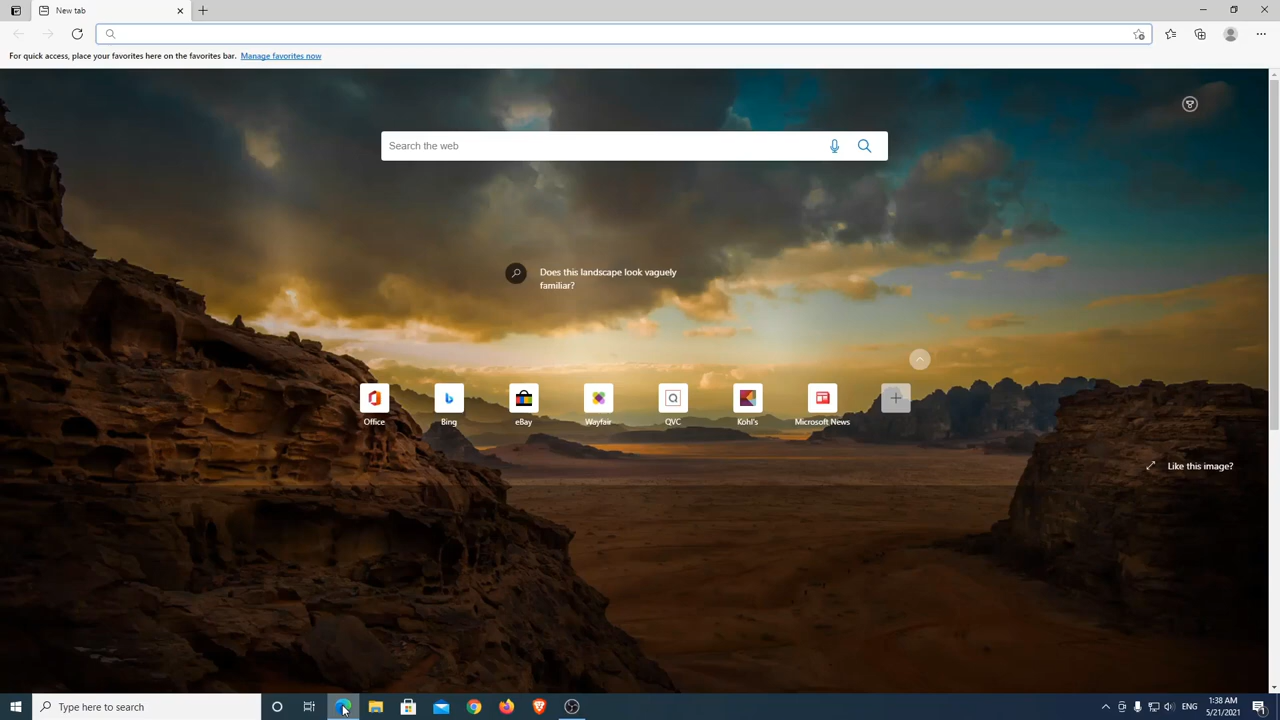 New tab
For quick access, place your favorites here on the favorites bar. Manage favorites now
Search the web
Does this landscape look vaguely
familiar?
Office Bing eBay Wayfair QVC Kohl's Microsoft News
Like this image?
Type here to search
ENG
1:38 AM
5/21/2021
1